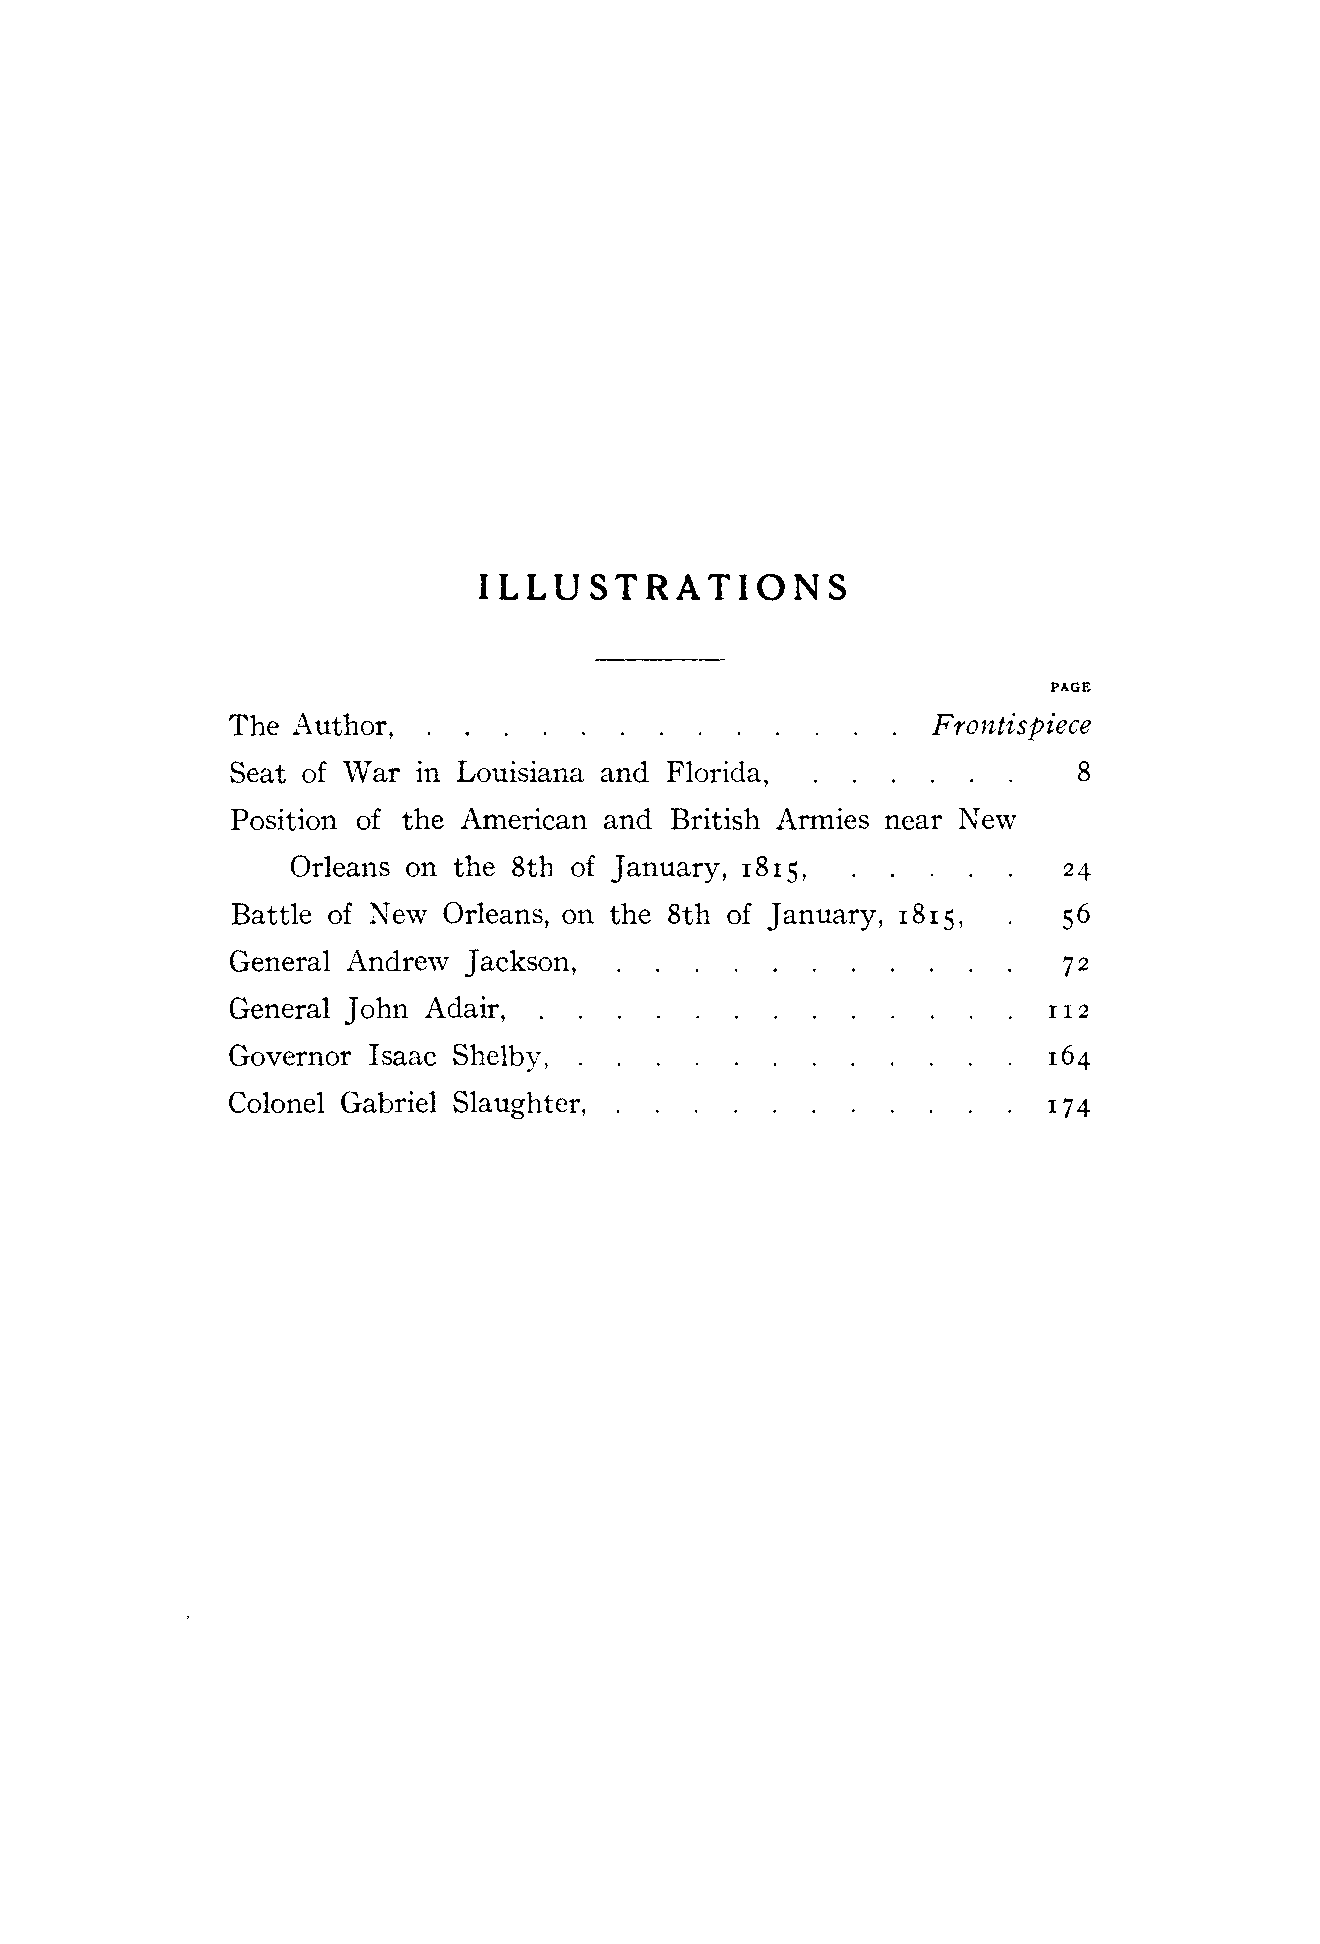 ILLUSTRATIONS
PAGE
The Author, . . . . . . . . . . . . . Frontispiece
Seat of War in Louisiana and Florida, . . . . . . 8
Position of the American and British Armies near New
Orleans on the 8th of January, 1815, . . . . . 24
Battle of New Orleans, on the 8th of January, 1815, . 56
General Andrew Jackson, . . . . . . . . . . . 72
General John Adair, . . . . . . . . . . . . . 112
Governor Isaac Shelby, . . . . . . . . . . . . 164
Colonel Gabriel Slaughter, . . . . . . . . . . . 174